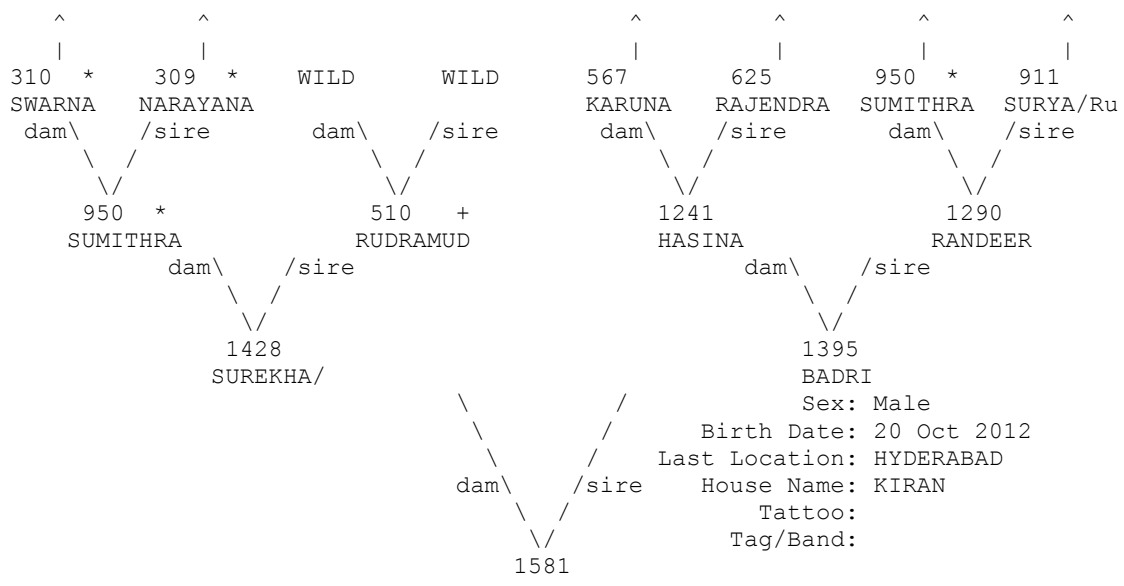 ^ ^ ^ ^ ^ ^
| | | | | |
310 * 309 * WILD WILD 567 625 950 * 911
SWARNA NARAYANA KARUNA RAJENDRA SUMITHRA SURYA/Ru
dam\ /sire dam\ /sire dam\ /sire dam\ /sire
\ / \ / \ / \ /
\/ \/ \/ \/
950 * 510 + 1241 1290
SUMITHRA RUDRAMUD HASINA RANDEER
dam\ /sire dam\ /sire
\ / \ /
\/ \/
1428 1395
SUREKHA/ BADRI
\ / Sex: Male
\ / Birth Date: 20 Oct 2012
\ / Last Location: HYDERABAD
dam\ /sire House Name: KIRAN
\ / Tattoo:
\/ Tag/Band:
1581